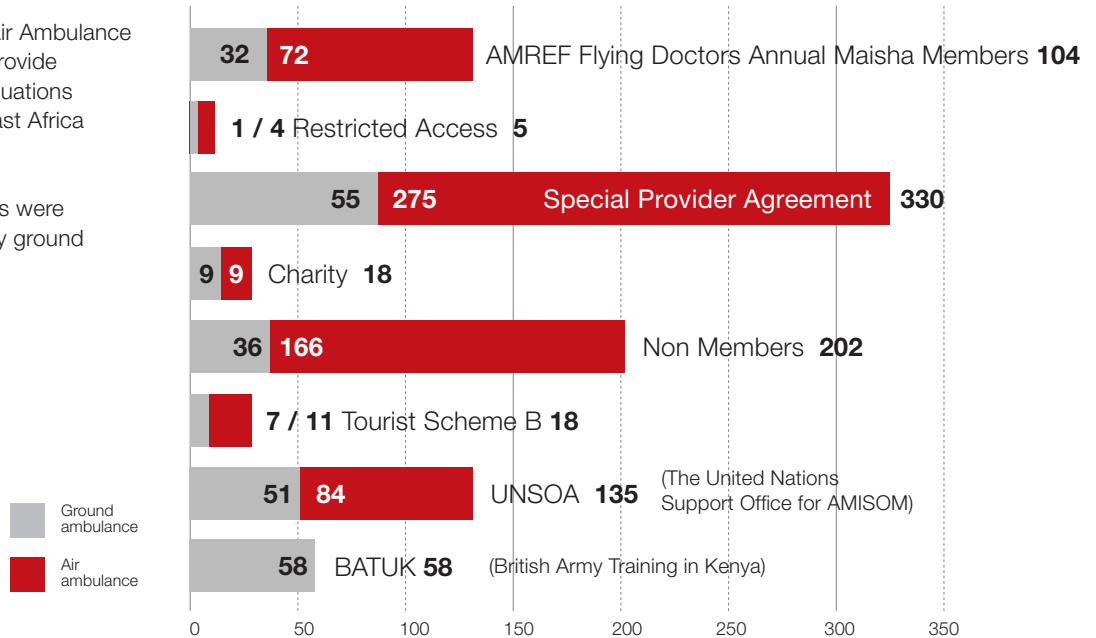 ir Ambulance
rovide
uations
ast Africa
s were
y ground
32 72 AMREF Flying Doctors Annual Maisha Members 104
1 / 4 Restricted Access 5
55 275 Special Provider Agreement 330
9 9 Charity 18
36 166 Non Members 202
7 / 11 Tourist Scheme B 18
51 84 UNSOA 135 (The United Nations
Support Office for AMISOM)
58 BATUK 58 (British Army Training in Kenya)
Ground
ambulance
Air
ambulance
0 50 100 150 200 250 300 350